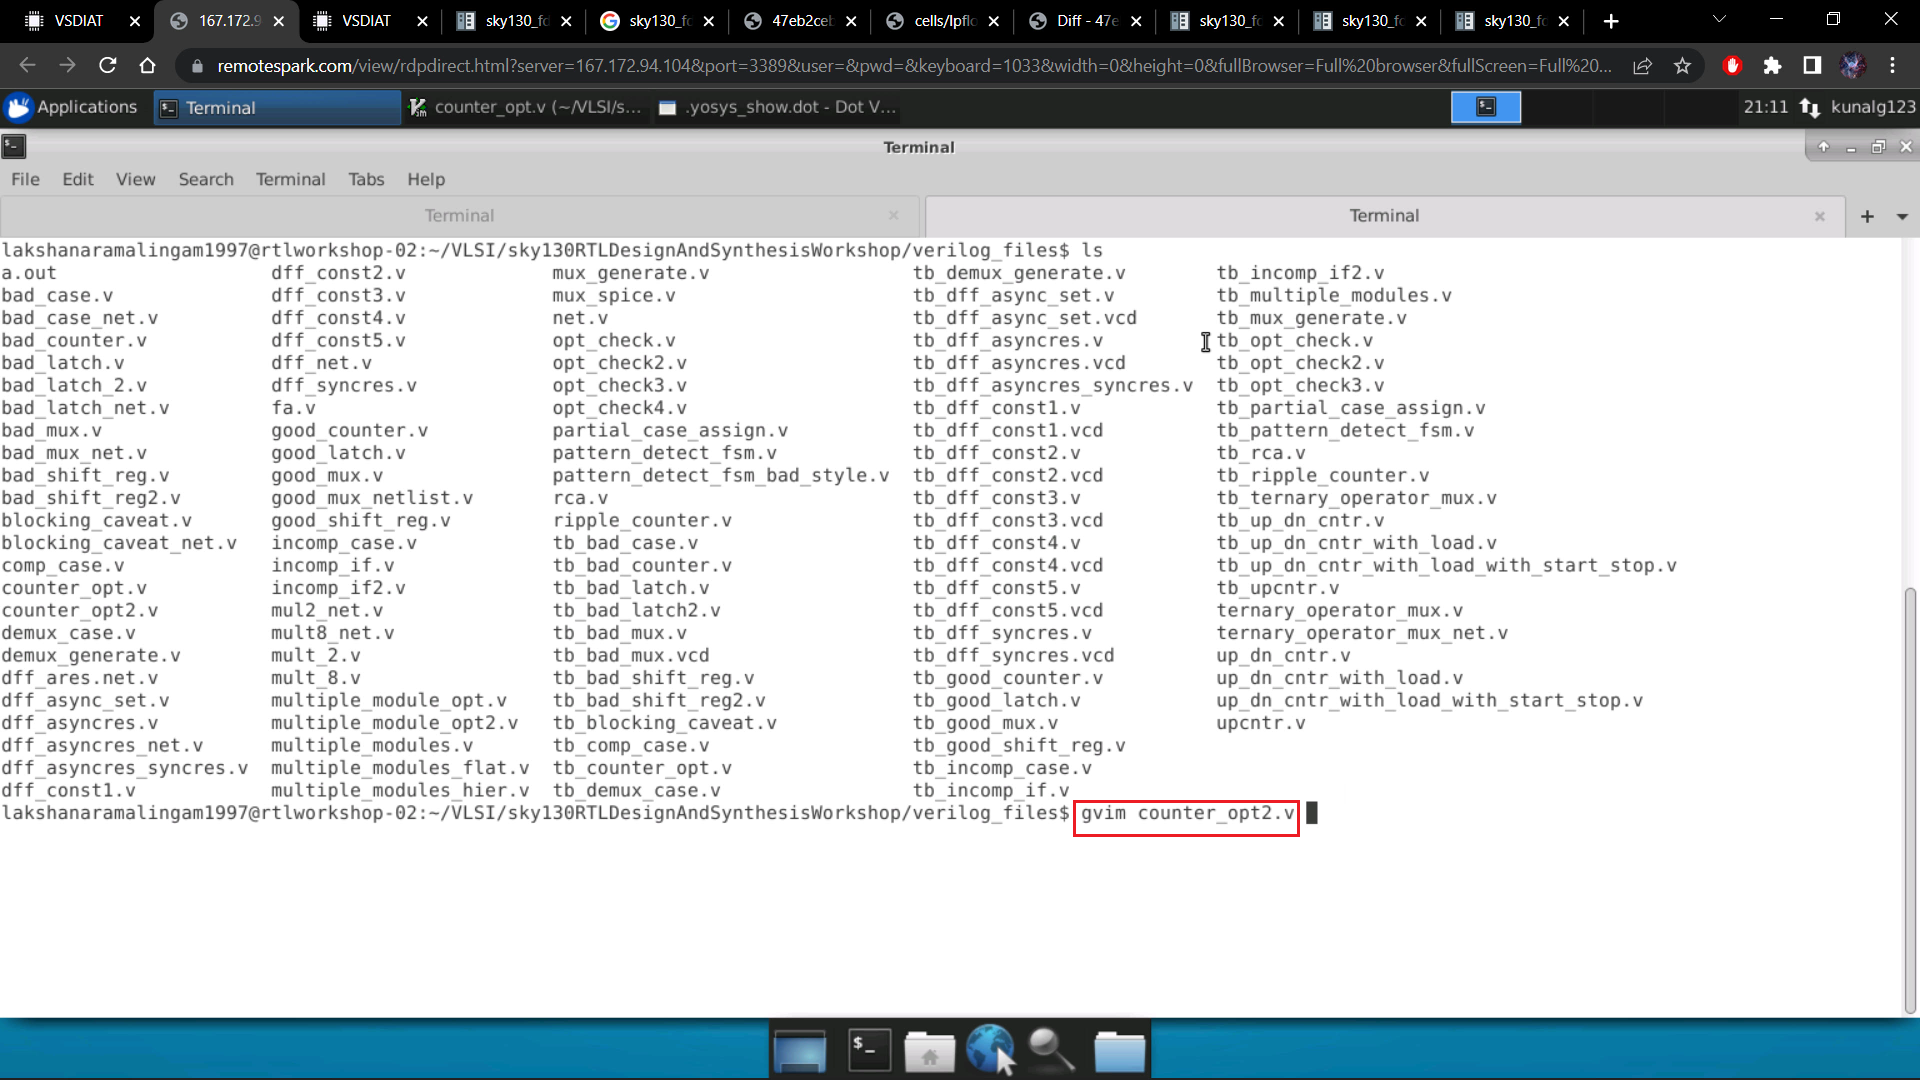 VSDIAT
167.172.9
VSDIAT
sky130_fd
sky130_fd
47eb2ceb
cells/lpflo
Diff - 47e
sky130_fd
sky130_fd
sky130_fd
remotespark.com/view/rdpdirect.html?server=167.172.94.104&port=3389&user=&pwd=&keyboard=1033&width=0&height=0&fullBrowser=Full%20browser&fullScreen=Full%20...
Applications
Terminal
counter_opt.v (~/VLSI/s...
.yosys_show.dot - Dot V...
21:11
kunalg123
Terminal
File Edit View Search Terminal Tabs Help
Terminal
Terminal
lakshanaramalingam1997@rtlworkshop-02:~/VLSI/sky130RTLDesignAndSynthesisWorkshop/verilog_files$ ls
a.out dff_const2.v mux_generate.v tb_demux_generate.v tb_incomp_if2.v
bad_case.v dff_const3.v mux_spice.v tb_dff_async_set.v tb_multiple_modules.v
bad_case_net.v dff_const4.v net.v tb_dff_async_set.vcd tb_mux_generate.v
bad_counter.v dff_const5.v opt_check.v tb_dff_asyncres.v tb_opt_check.v
bad_latch.v dff_net.v opt_check2.v tb_dff_asyncres.vcd tb_opt_check2.v
bad_latch_2.v dff_syncres.v opt_check3.v tb_dff_asyncres_syncres.v tb_opt_check3.v
bad_latch_net.v fa.v opt_check4.v tb_dff_const1.v tb_partial_case_assign.v
bad_mux.v good_counter.v partial_case_assign.v tb_dff_const1.vcd tb_pattern_detect_fsm.v
bad_mux_net.v good_latch.v pattern_detect_fsm.v tb_dff_const2.v tb_rca.v
bad_shift_reg.v good_mux.v pattern_detect_fsm_bad_style.v tb_dff_const2.vcd tb_ripple_counter.v
bad_shift_reg2.v good_mux_netlist.v rca.v tb_dff_const3.v tb_ternary_operator_mux.v
blocking_caveat.v good_shift_reg.v ripple_counter.v tb_dff_const3.vcd tb_up_dn_cntr.v
blocking_caveat_net.v incomp_case.v tb_bad_case.v tb_dff_const4.v tb_up_dn_cntr_with_load.v
comp_case.v incomp_if.v tb_bad_counter.v tb_dff_const4.vcd tb_up_dn_cntr_with_load_with_start_stop.v
counter_opt.v incomp_if2.v tb_bad_latch.v tb_dff_const5.v tb_upcntr.v
counter_opt2.v mul2_net.v tb_bad_latch2.v tb_dff_const5.vcd ternary_operator_mux.v
demux_case.v mult8_net.v tb_bad_mux.v tb_dff_syncres.v ternary_operator_mux_net.v
demux_generate.v mult_2.v tb_bad_mux.vcd tb_dff_syncres.vcd up_dn_cntr.v
dff_ares.net.v mult_8.v tb_bad_shift_reg.v tb_good_counter.v up_dn_cntr_with_load.v
dff_async_set.v multiple_module_opt.v tb_bad_shift_reg2.v tb_good_latch.v up_dn_cntr_with_load_with_start_stop.v
dff_asyncres.v multiple_module_opt2.v tb_blocking_caveat.v tb_good_mux.v upcntr.v
dff_asyncres_net.v multiple_modules.v tb_comp_case.v tb_good_shift_reg.v
dff_asyncres_syncres.v multiple_modules_flat.v tb_counter_opt.v tb_incomp_case.v
dff_const1.v multiple_modules_hier.v tb_demux_case.v tb_incomp_if.v
lakshanaramalingam1997@rtlworkshop-02:~/VLSI/sky130RTLDesignAndSynthesisWorkshop/verilog_files$ gvim counter_opt2.v